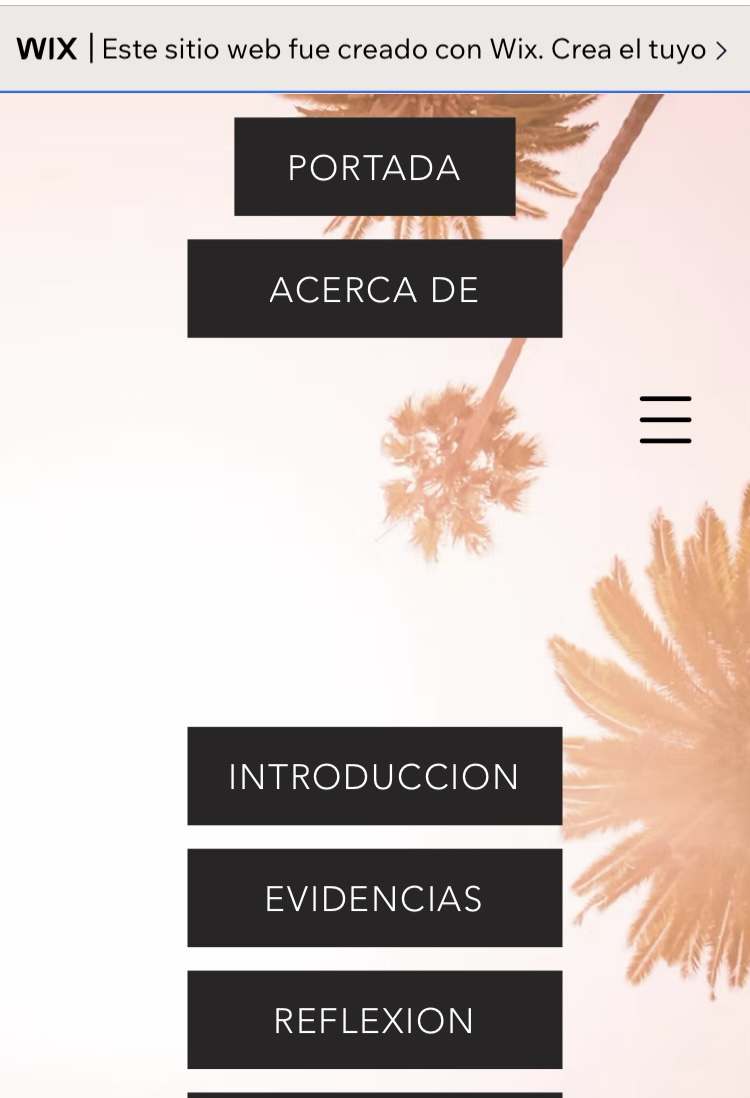 WIX | Este sitio web fue creado con Wix. Crea el tuyo >
PORTADA
ACERCA DE
INTRODUCCION
EVIDENCIAS
REFLEXION